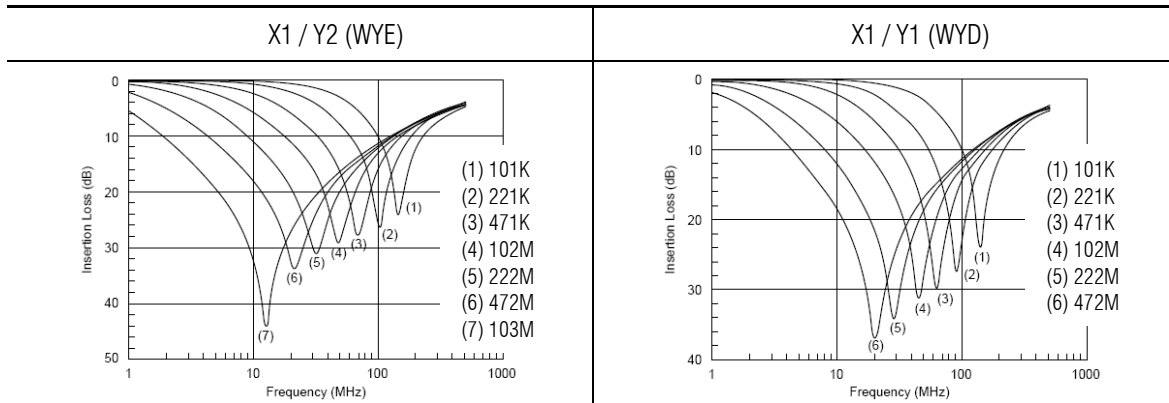 X1 / Y2 (WYE)
X1 / Y1 (WYD)
Insertion Loss (dB)
0
10
20
30
40
50
1
10
100
1000
Frequency (MHz)
(7)
(6)
(5)
(4)
(3)
(2)
(1)
(1) 101K
(2) 221K
(3) 471K
(4) 102M
(5) 222M
(6) 472M
(7) 103M
Insertion Loss (dB)
0
10
20
30
40
1
10
100
1000
Frequency (MHz)
(6)
(5)
(4)
(3)
(2)
(1)
(1) 101K
(2) 221K
(3) 471K
(4) 102M
(5) 222M
(6) 472M